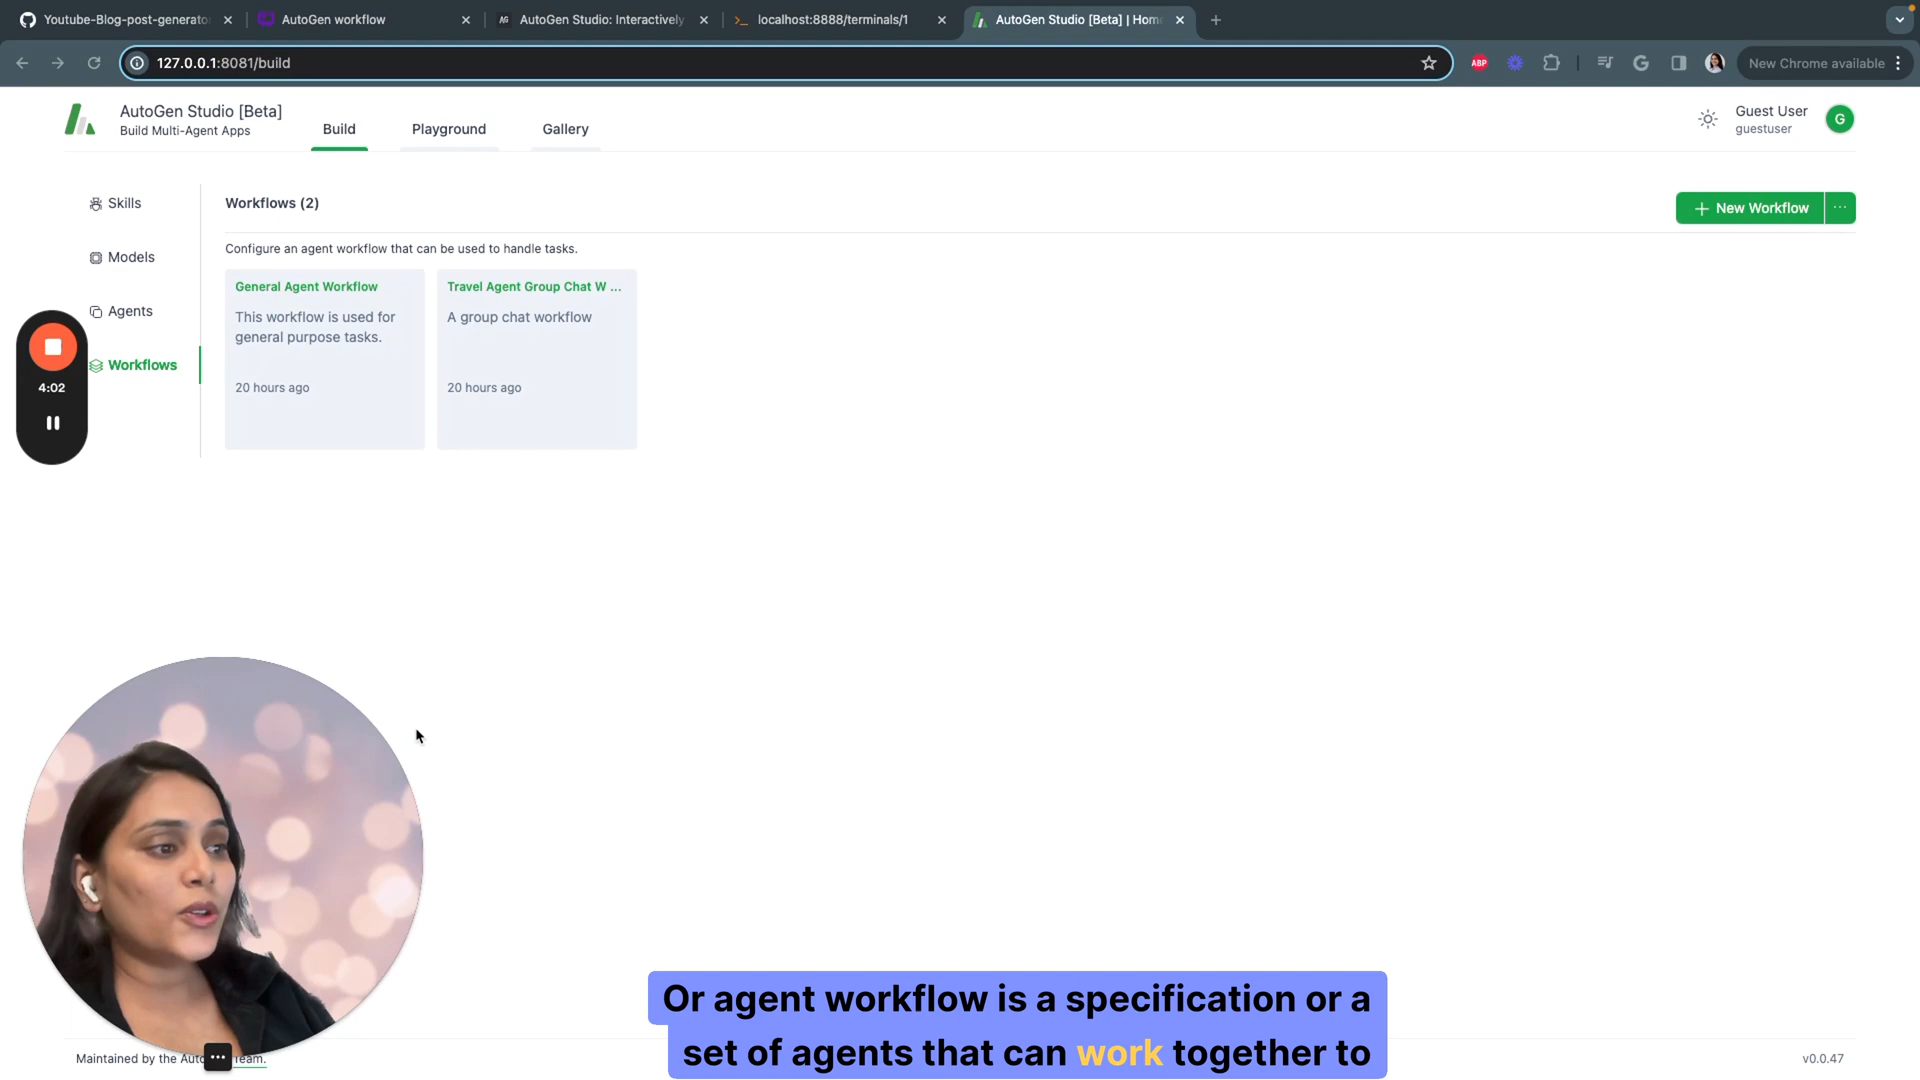 Youtube-Blog-post-generato
AutoGen workflow
AutoGen Studio: Interactively
localhost:8888/terminals/1
AutoGen Studio [Beta] | Hom
127.0.0.1:8081/build
ABP
New Chrome available
AutoGen Studio [Beta]
Build Multi-Agent Apps
Build
Playground
Gallery
Guest User
guestuser
G
Skills
Models
Agents
Workflows
Workflows (2)
New Workflow
Configure an agent workflow that can be used to handle tasks.
General Agent Workflow
This workflow is used for
general purpose tasks.
20 hours ago
Travel Agent Group Chat W ...
A group chat workflow
20 hours ago
4:02
Or agent workflow is a specification or a
set of agents that can work together to
Maintained by the Auto Team.
v0.0.47